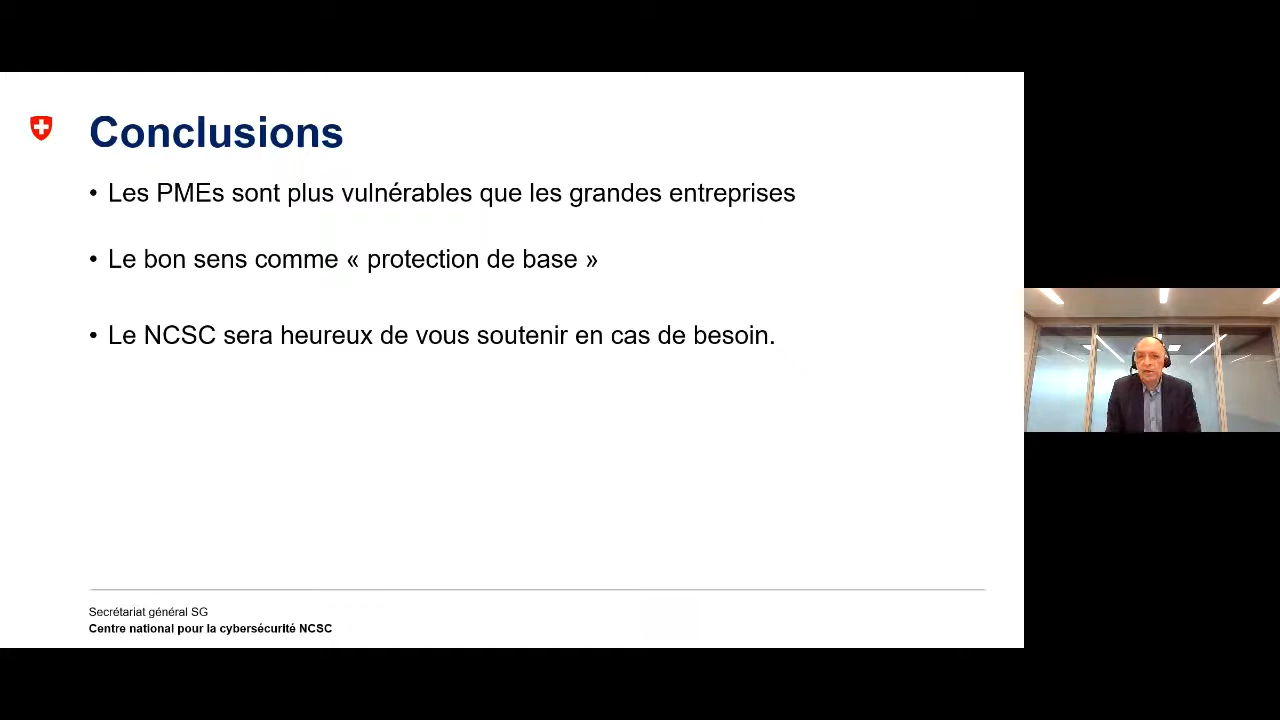 Conclusions
• Les PMEs sont plus vulnérables que les grandes entreprises
• Le bon sens comme « protection de base »
• Le NCSC sera heureux de vous soutenir en cas de besoin.
Secrétariat général SG
Centre national pour la cybersécurité NCSC